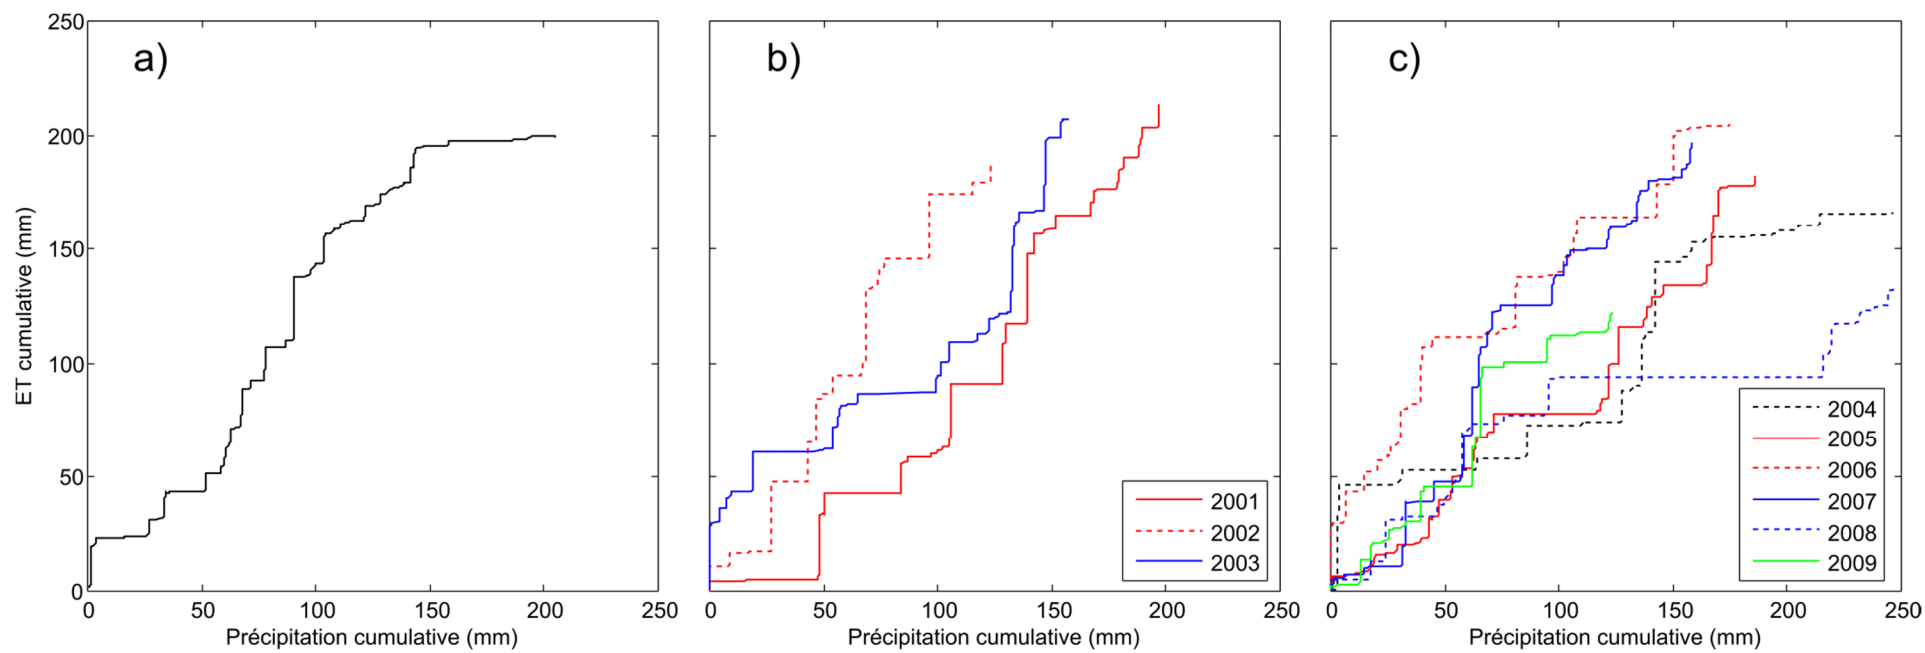 a)
b)
c)
250
200
150
100
50
0
ET cumulative (mm)
0 50 100 150 200 250
0 50 100 150 200 250
0 50 100 150 200 250
Précipitation cumulative (mm)
Précipitation cumulative (mm)
Précipitation cumulative (mm)
2001
2002
2003
2004
2005
2006
2007
2008
2009